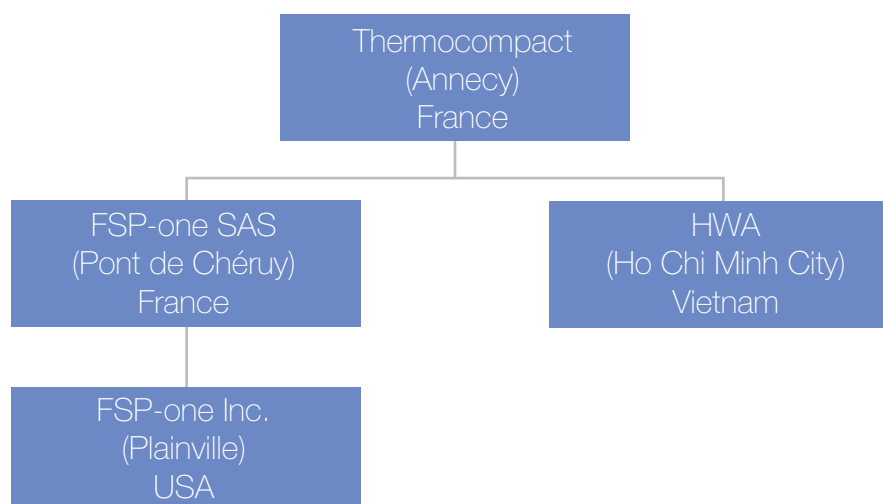 Thermocompact
(Annecy)
France
FSP-one SAS
(Pont de Chéruy)
France
HWA
(Ho Chi Minh City)
Vietnam
FSP-one Inc.
(Plainville)
USA